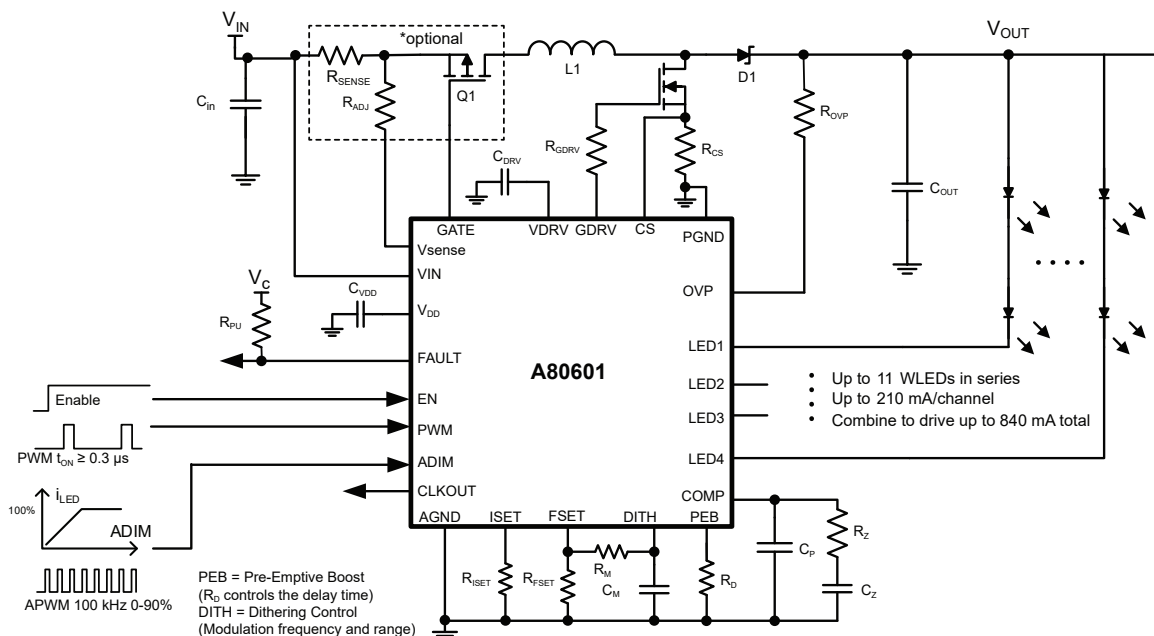 VIN
*optional
VOUT
RSENSE
L1
D1
Q1
Cin
RADJ
ROVP
RGDRV
RCS
CDRV
COUT
GATE
VDRV
GDRV
CS
PGND
Vsense
VIN
OVP
VC
CVDD
VDD
RPU
FAULT
LED1
A80601
LED2
LED3
LED4
• Up to 11 WLEDs in series
• Up to 210 mA/channel
• Combine to drive up to 840 mA total
Enable
EN
PWM
PWM tON ≥ 0.3 µs
ADIM
CLKOUT
COMP
iLED
100%
ADIM
AGND
ISET
FSET
DITH
PEB
RM
CP
RZ
RISET
RFSET
CM
RD
CZ
APWM 100 kHz 0-90%
PEB = Pre-Emptive Boost
(RD controls the delay time)
DITH = Dithering Control
(Modulation frequency and range)